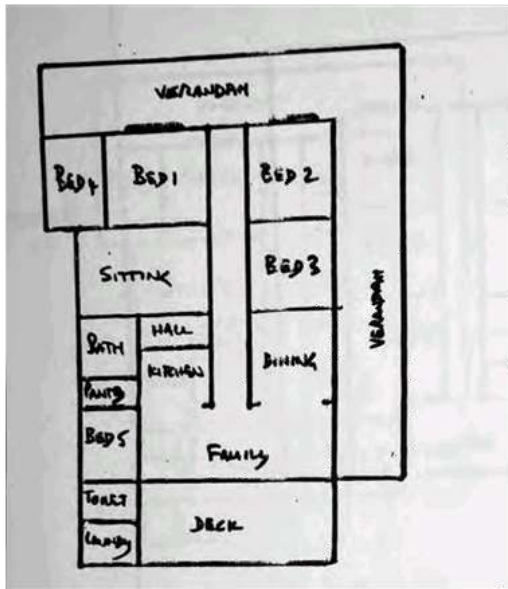 VERANDAH
BED 4
BED 1
BED 2
SITTING
BED 3
VERANDAH
BATH
HALL
KITCHEN
DINING
PANTRY
BED 5
FAMILY
TOILET
DECK
LAUNDRY